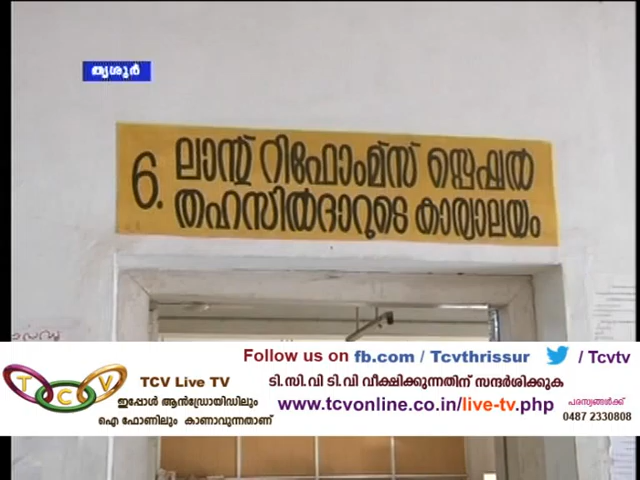 തൃശൂർ
6. ലാന്റ് റിഫോംമ്സ് സ്പെഷ്യൽ
തഹസിൽദാറുടെ കാര്യാലയം
Follow us on fb.com / Tcvthrissur / Tcvtv
T C V
TCV Live TV
ഇപ്പോൾ ആൻഡ്രോയിഡിലും
ഐ ഫോണിലും കാണാവുന്നതാണ്
ടി.സി.വി ടി.വി വീക്ഷിക്കുന്നതിന് സന്ദർശിക്കുക
www.tcvonline.co.in/live-tv.php
പരസ്യങ്ങൾക്ക്
0487 2330808